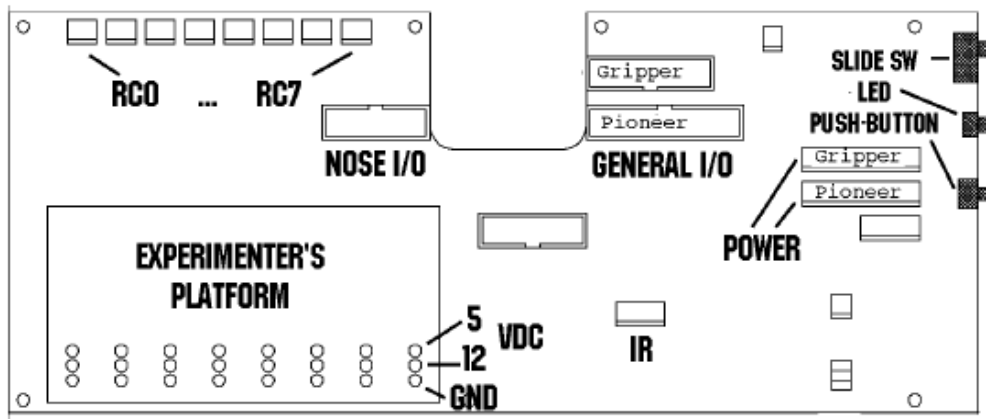 RC0 ... RC7
NOSE I/O
Gripper
Pioneer
GENERAL I/O
SLIDE SW
LED
PUSH-BUTTON
Gripper
Pioneer
POWER
EXPERIMENTER'S
PLATFORM
5
VDC
12
GND
IR